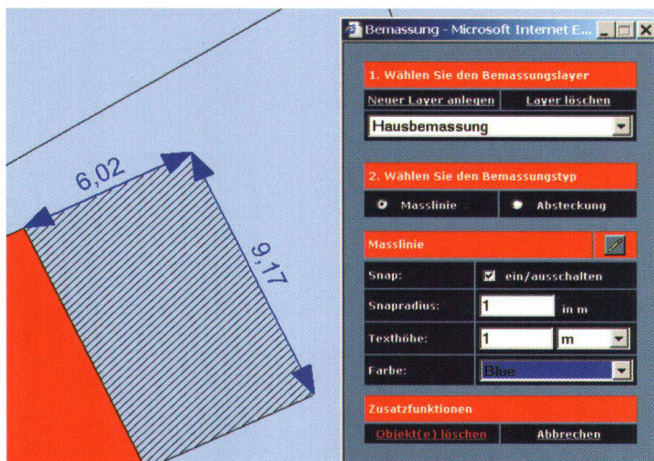 6,02
9,17
Bemassung - Microsoft Internet E...
1. Wählen Sie den Bemassungslayer
Neuer Layer anlegen Layer löschen
Hausbemassung
2. Wählen Sie den Bemassungstyp
Masslinie Absteckung
Masslinie
Snap: ein/ausschalten
Snapradius: 1 in m
Texthöhe: 1 m
Farbe: Blue
Zusatzfunktionen
Objekt(e) löschen Abbrechen